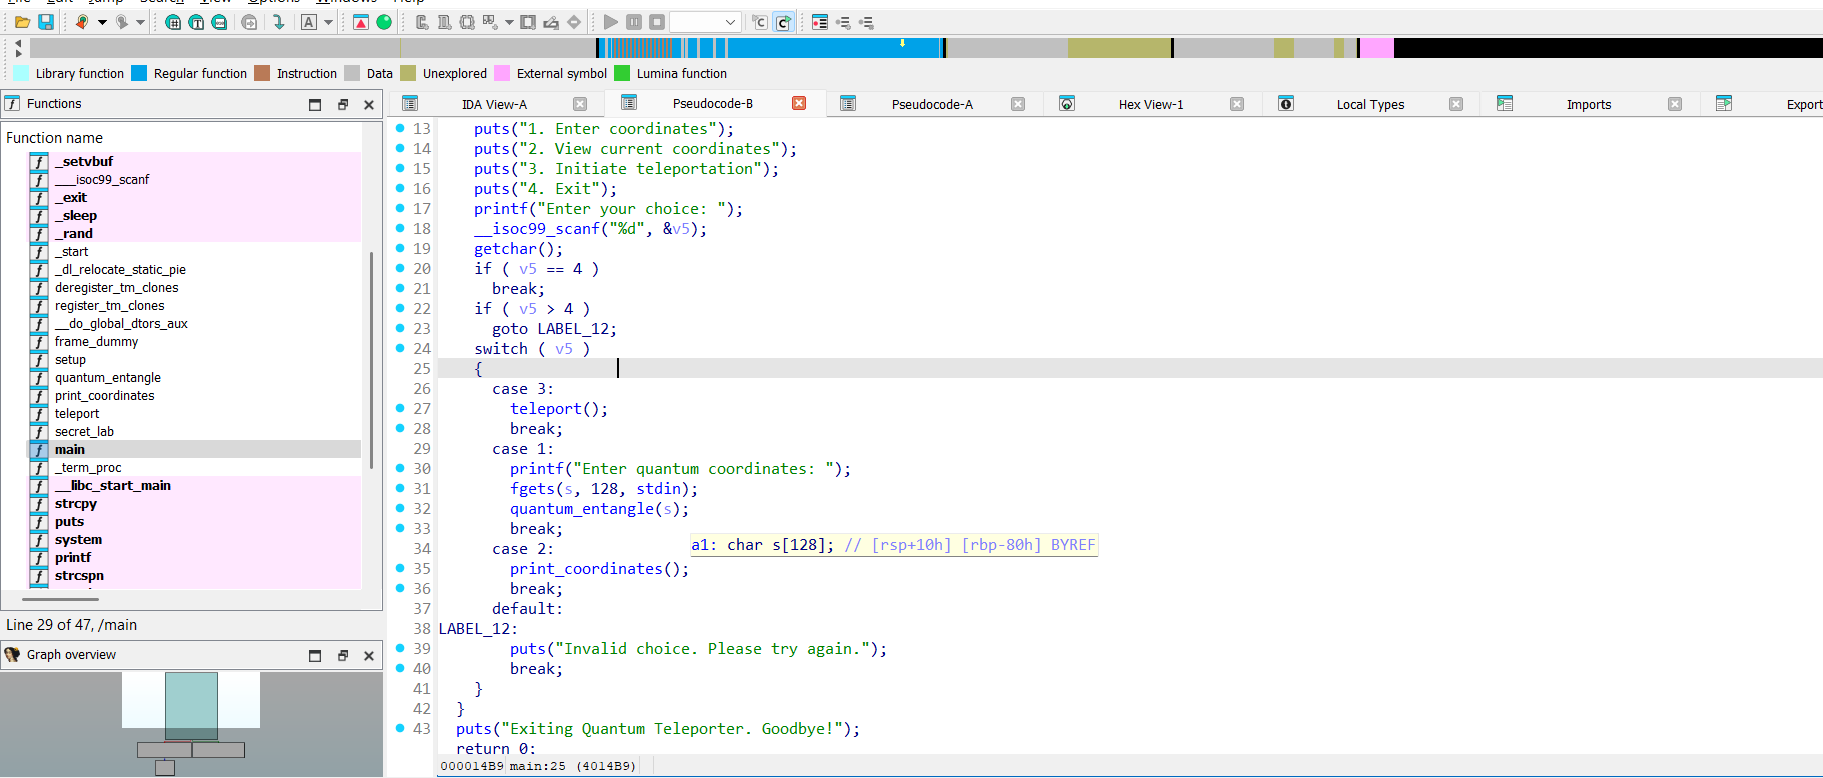 File Edit Jump Search View Options Windows Help
Library function Regular function Instruction Data Unexplored External symbol Lumina function
Functions
Function name
_setvbuf
___isoc99_scanf
_exit
_sleep
_rand
_start
_dl_relocate_static_pie
deregister_tm_clones
register_tm_clones
__do_global_dtors_aux
frame_dummy
setup
quantum_entangle
print_coordinates
teleport
secret_lab
main
_term_proc
__libc_start_main
strcpy
puts
system
printf
strcspn
Line 29 of 47, /main
Graph overview
IDA View-A Pseudocode-B Pseudocode-A Hex View-1 Local Types Imports Export
13 puts("1. Enter coordinates");
14 puts("2. View current coordinates");
15 puts("3. Initiate teleportation");
16 puts("4. Exit");
17 printf("Enter your choice: ");
18 __isoc99_scanf("%d", &v5);
19 getchar();
20 if ( v5 == 4 )
21 break;
22 if ( v5 > 4 )
23 goto LABEL_12;
24 switch ( v5 )
25 {
26 case 3:
27 teleport();
28 break;
29 case 1:
30 printf("Enter quantum coordinates: ");
31 fgets(s, 128, stdin);
32 quantum_entangle(s);
33 break;
a1: char s[128]; // [rsp+10h] [rbp-80h] BYREF
34 case 2:
35 print_coordinates();
36 break;
37 default:
38 LABEL_12:
39 puts("Invalid choice. Please try again.");
40 break;
41 }
42 }
43 puts("Exiting Quantum Teleporter. Goodbye!");
return 0;
000014B9 main:25 (4014B9)